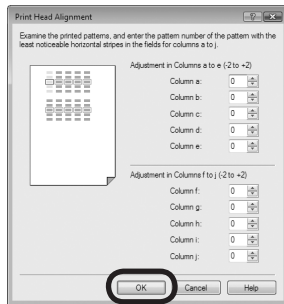 Print Head Alignment
Examine the printed patterns, and enter the pattern number of the pattern with the
least noticeable horizontal stripes in the fields for columns a to j.
Adjustment in Columns a to e (-2 to +2)
Column a: 0
Column b: 0
Column c: 0
Column d: 0
Column e: 0
Adjustment in Columns f to j (-2 to +2)
Column f: 0
Column g: 0
Column h: 0
Column i: 0
Column j: 0
OK Cancel Help